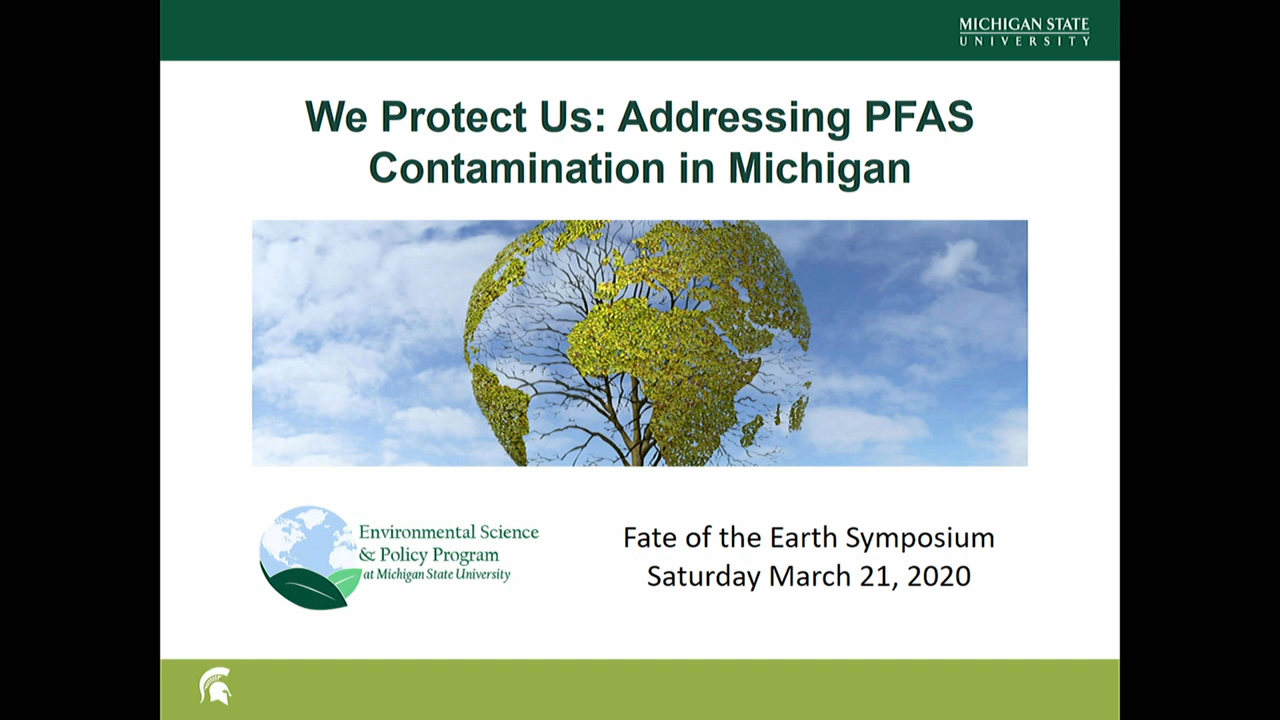 MICHIGAN STATE
UNIVERSITY
We Protect Us: Addressing PFAS
Contamination in Michigan
Environmental Science
& Policy Program
at Michigan State University
Fate of the Earth Symposium
Saturday March 21, 2020